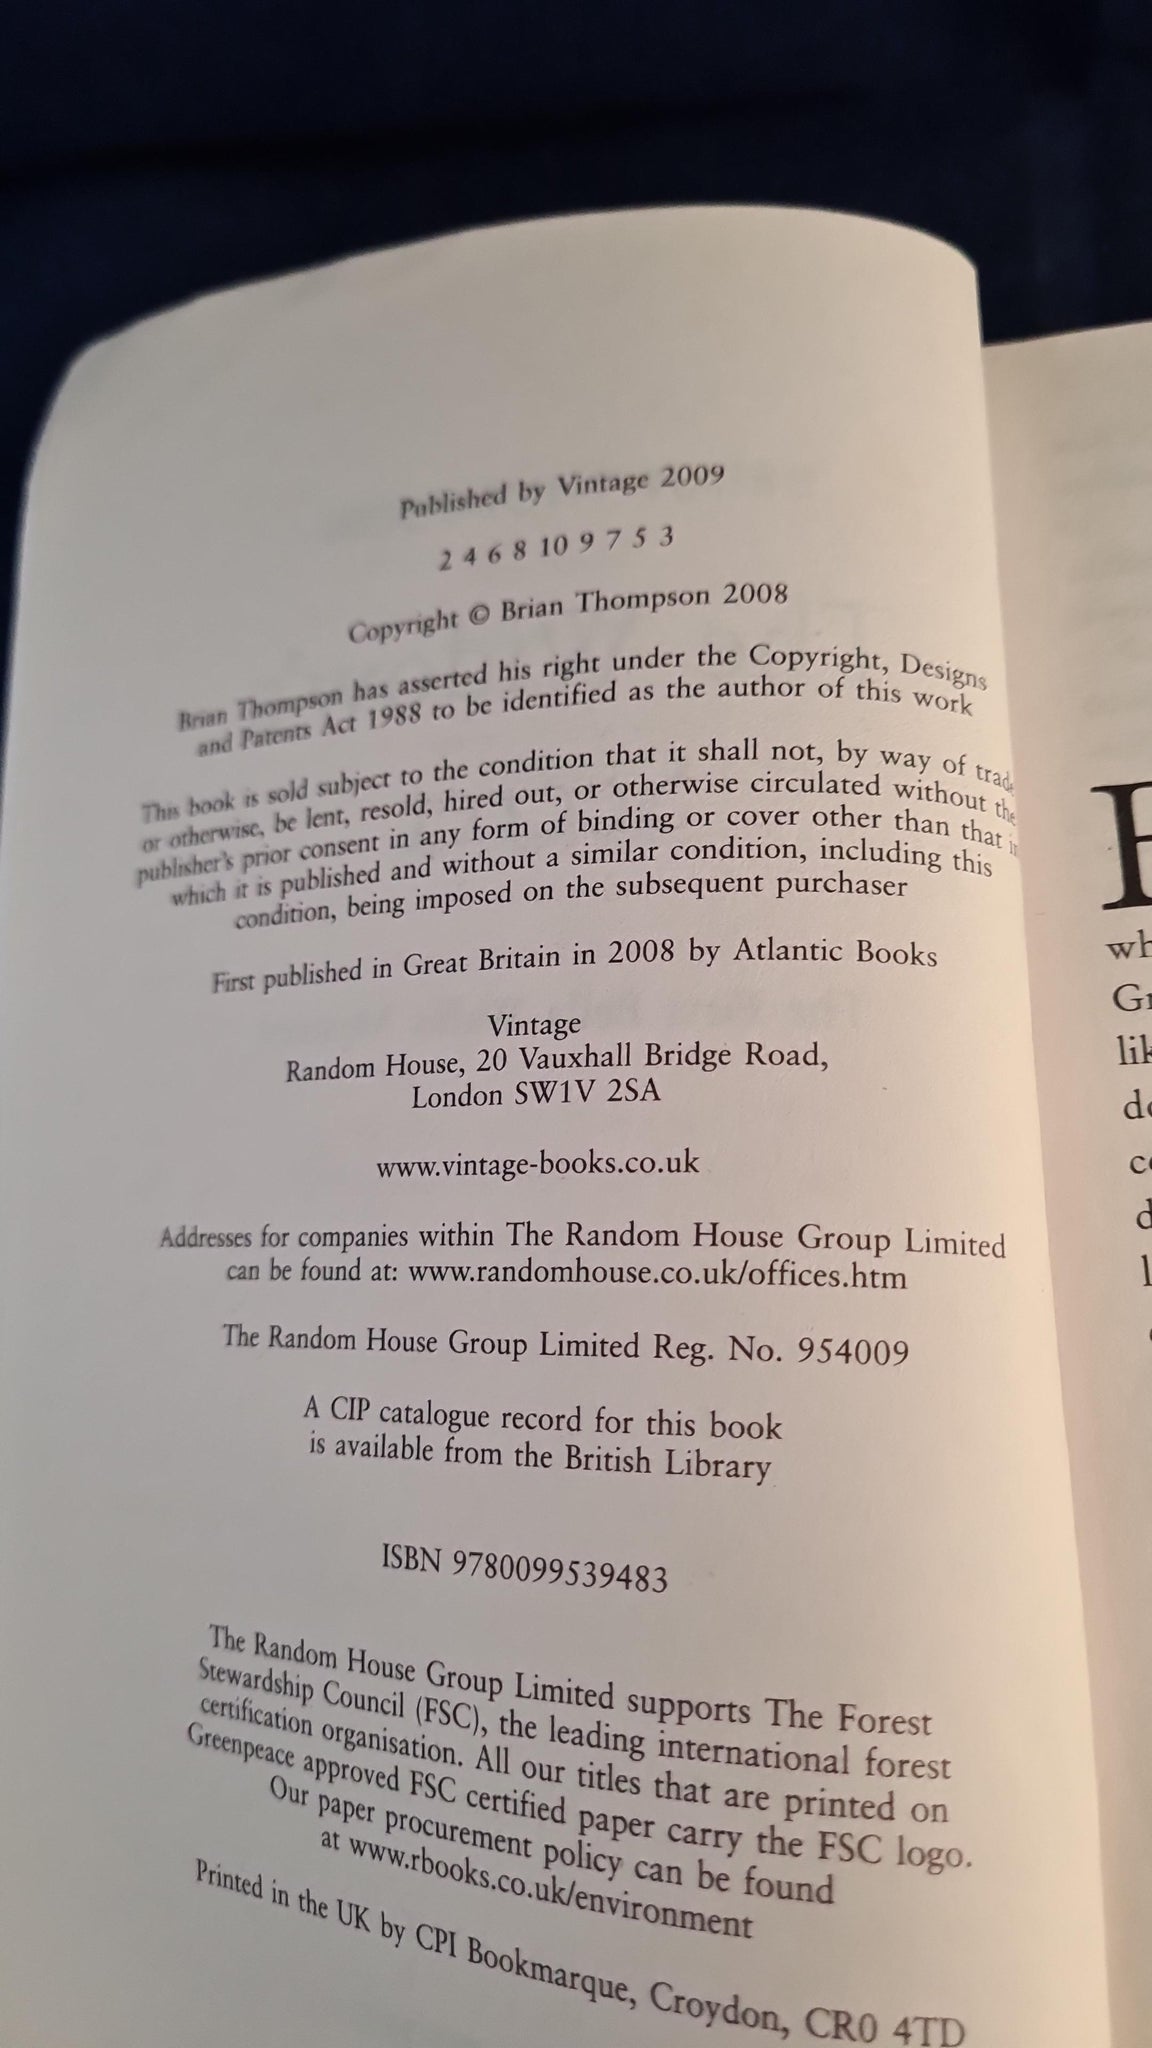 Published by Vintage 2009
2 4 6 8 10 9 7 5 3
Copyright © Brian Thompson 2008
Brian Thompson has asserted his right under the Copyright, Designs
and Patents Act 1988 to be identified as the author of this work
This book is sold subject to the condition that it shall not, by way of trade
or otherwise, be lent, resold, hired out, or otherwise circulated without the
publisher's prior consent in any form of binding or cover other than that in
which it is published and without a similar condition, including this
condition, being imposed on the subsequent purchaser
First published in Great Britain in 2008 by Atlantic Books
Vintage
Random House, 20 Vauxhall Bridge Road,
London SW1V 2SA
www.vintage-books.co.uk
Addresses for companies within The Random House Group Limited
can be found at: www.randomhouse.co.uk/offices.htm
The Random House Group Limited Reg. No. 954009
A CIP catalogue record for this book
is available from the British Library
ISBN 9780099539483
The Random House Group Limited supports The Forest
Stewardship Council (FSC), the leading international forest
certification organisation. All our titles that are printed on
Greenpeace approved FSC certified paper carry the FSC logo.
Our paper procurement policy can be found
at www.rbooks.co.uk/environment
Printed in the UK by CPI Bookmarque, Croydon, CR0 4TD